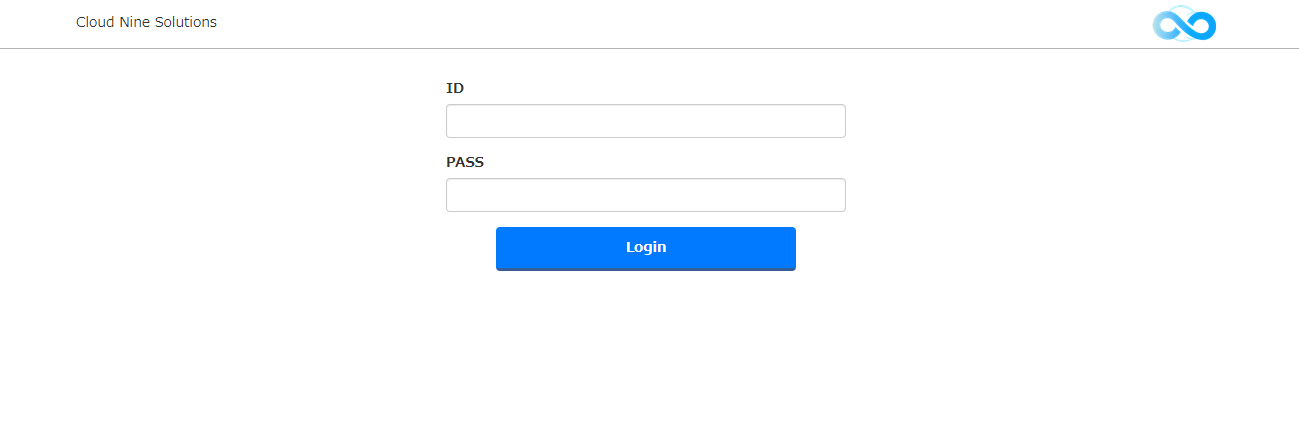 Cloud Nine Solutions
ID
PASS
Login